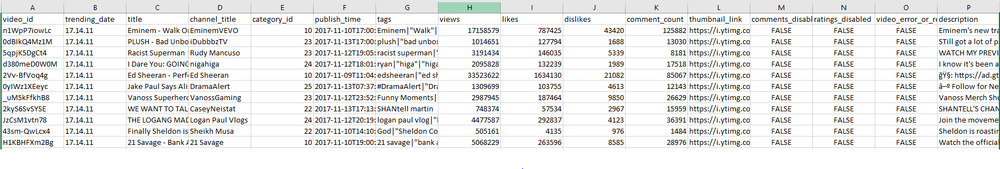 A B C D E F G H I J K L M N O P
video_id trending_date title channel_title category_id publish_time tags views likes dislikes comment_count thumbnail_link comments_disabl ratings_disabled video_error_or_r description
n1WpP7iowLc 17.14.11 Eminem - Walk O EminemVEVO 10 2017-11-10T17:00: Eminem|"Walk"| 17158579 787425 43420 125882 https://i.ytimg.co FALSE FALSE FALSE Eminem's new tra
0dBIkQ4Mz1M 17.14.11 PLUSH - Bad Unbo iDubbbzTV 23 2017-11-13T17:00: plush|"bad unbox 1014651 127794 1688 13030 https://i.ytimg.co FALSE FALSE FALSE STill got a lot of p
5qpjK5DgCt4 17.14.11 Racist Superman Rudy Mancuso 23 2017-11-12T19:05: racist superman|" 3191434 146035 5339 8181 https://i.ytimg.co FALSE FALSE FALSE WATCH MY PREVI
d380meD0W0M 17.14.11 I Dare You: GOING nigahiga 24 2017-11-12T18:01: ryan|"higa"|"higa 2095828 132239 1989 17518 https://i.ytimg.co FALSE FALSE FALSE I know it's been a
2Vv-BfVoq4g 17.14.11 Ed Sheeran - Perf Ed Sheeran 10 2017-11-09T11:04: edsheeran|"ed sh 33523622 1634130 21082 85067 https://i.ytimg.co FALSE FALSE FALSE ğŸ§: https://ad.gt
0yIWz1XEeyc 17.14.11 Jake Paul Says Ali DramaAlert 25 2017-11-13T07:37: #DramaAlert|"Dra 1309699 103755 4613 12143 https://i.ytimg.co FALSE FALSE FALSE â–º Follow for Ne
_uM5kFfkhB8 17.14.11 Vanoss Superhero VanossGaming 23 2017-11-12T23:52: Funny Moments| 2987945 187464 9850 26629 https://i.ytimg.co FALSE FALSE FALSE Vanoss Merch Sho
2kyS6SvSYSE 17.14.11 WE WANT TO TAL CaseyNeistat 22 2017-11-13T17:13: SHANtell martin 748374 57534 2967 15959 https://i.ytimg.co FALSE FALSE FALSE SHANTELL'S CHAN
JzCsM1vtn78 17.14.11 THE LOGANG MAD Logan Paul Vlogs 24 2017-11-12T20:19: logan paul vlog|"l 4477587 292837 4123 36391 https://i.ytimg.co FALSE FALSE FALSE Join the moveme
43sm-QwLcx4 17.14.11 Finally Sheldon is Sheikh Musa 22 2017-11-10T14:10: God|"Sheldon Co 505161 4135 976 1484 https://i.ytimg.co FALSE FALSE FALSE Sheldon is roastin
H1KBHFXm2Bg 17.14.11 21 Savage - Bank A 21 Savage 10 2017-11-10T19:00: 21 savage|"bank a 5068229 263596 8585 28976 https://i.ytimg.co FALSE FALSE FALSE Watch the official